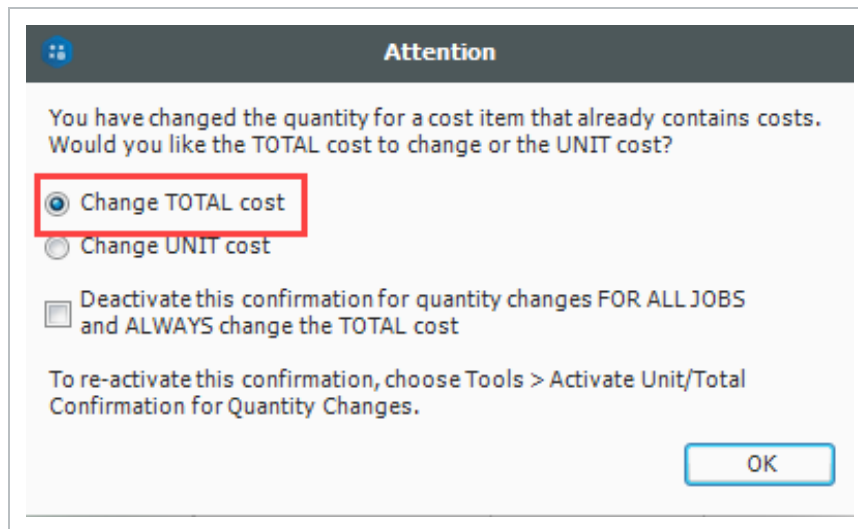 Attention
You have changed the quantity for a cost item that already contains costs.
Would you like the TOTAL cost to change or the UNIT cost?
Change TOTAL cost
Change UNIT cost
Deactivate this confirmation for quantity changes FOR ALL JOBS
and ALWAYS change the TOTAL cost
To re-activate this confirmation, choose Tools > Activate Unit/Total
Confirmation for Quantity Changes.
OK